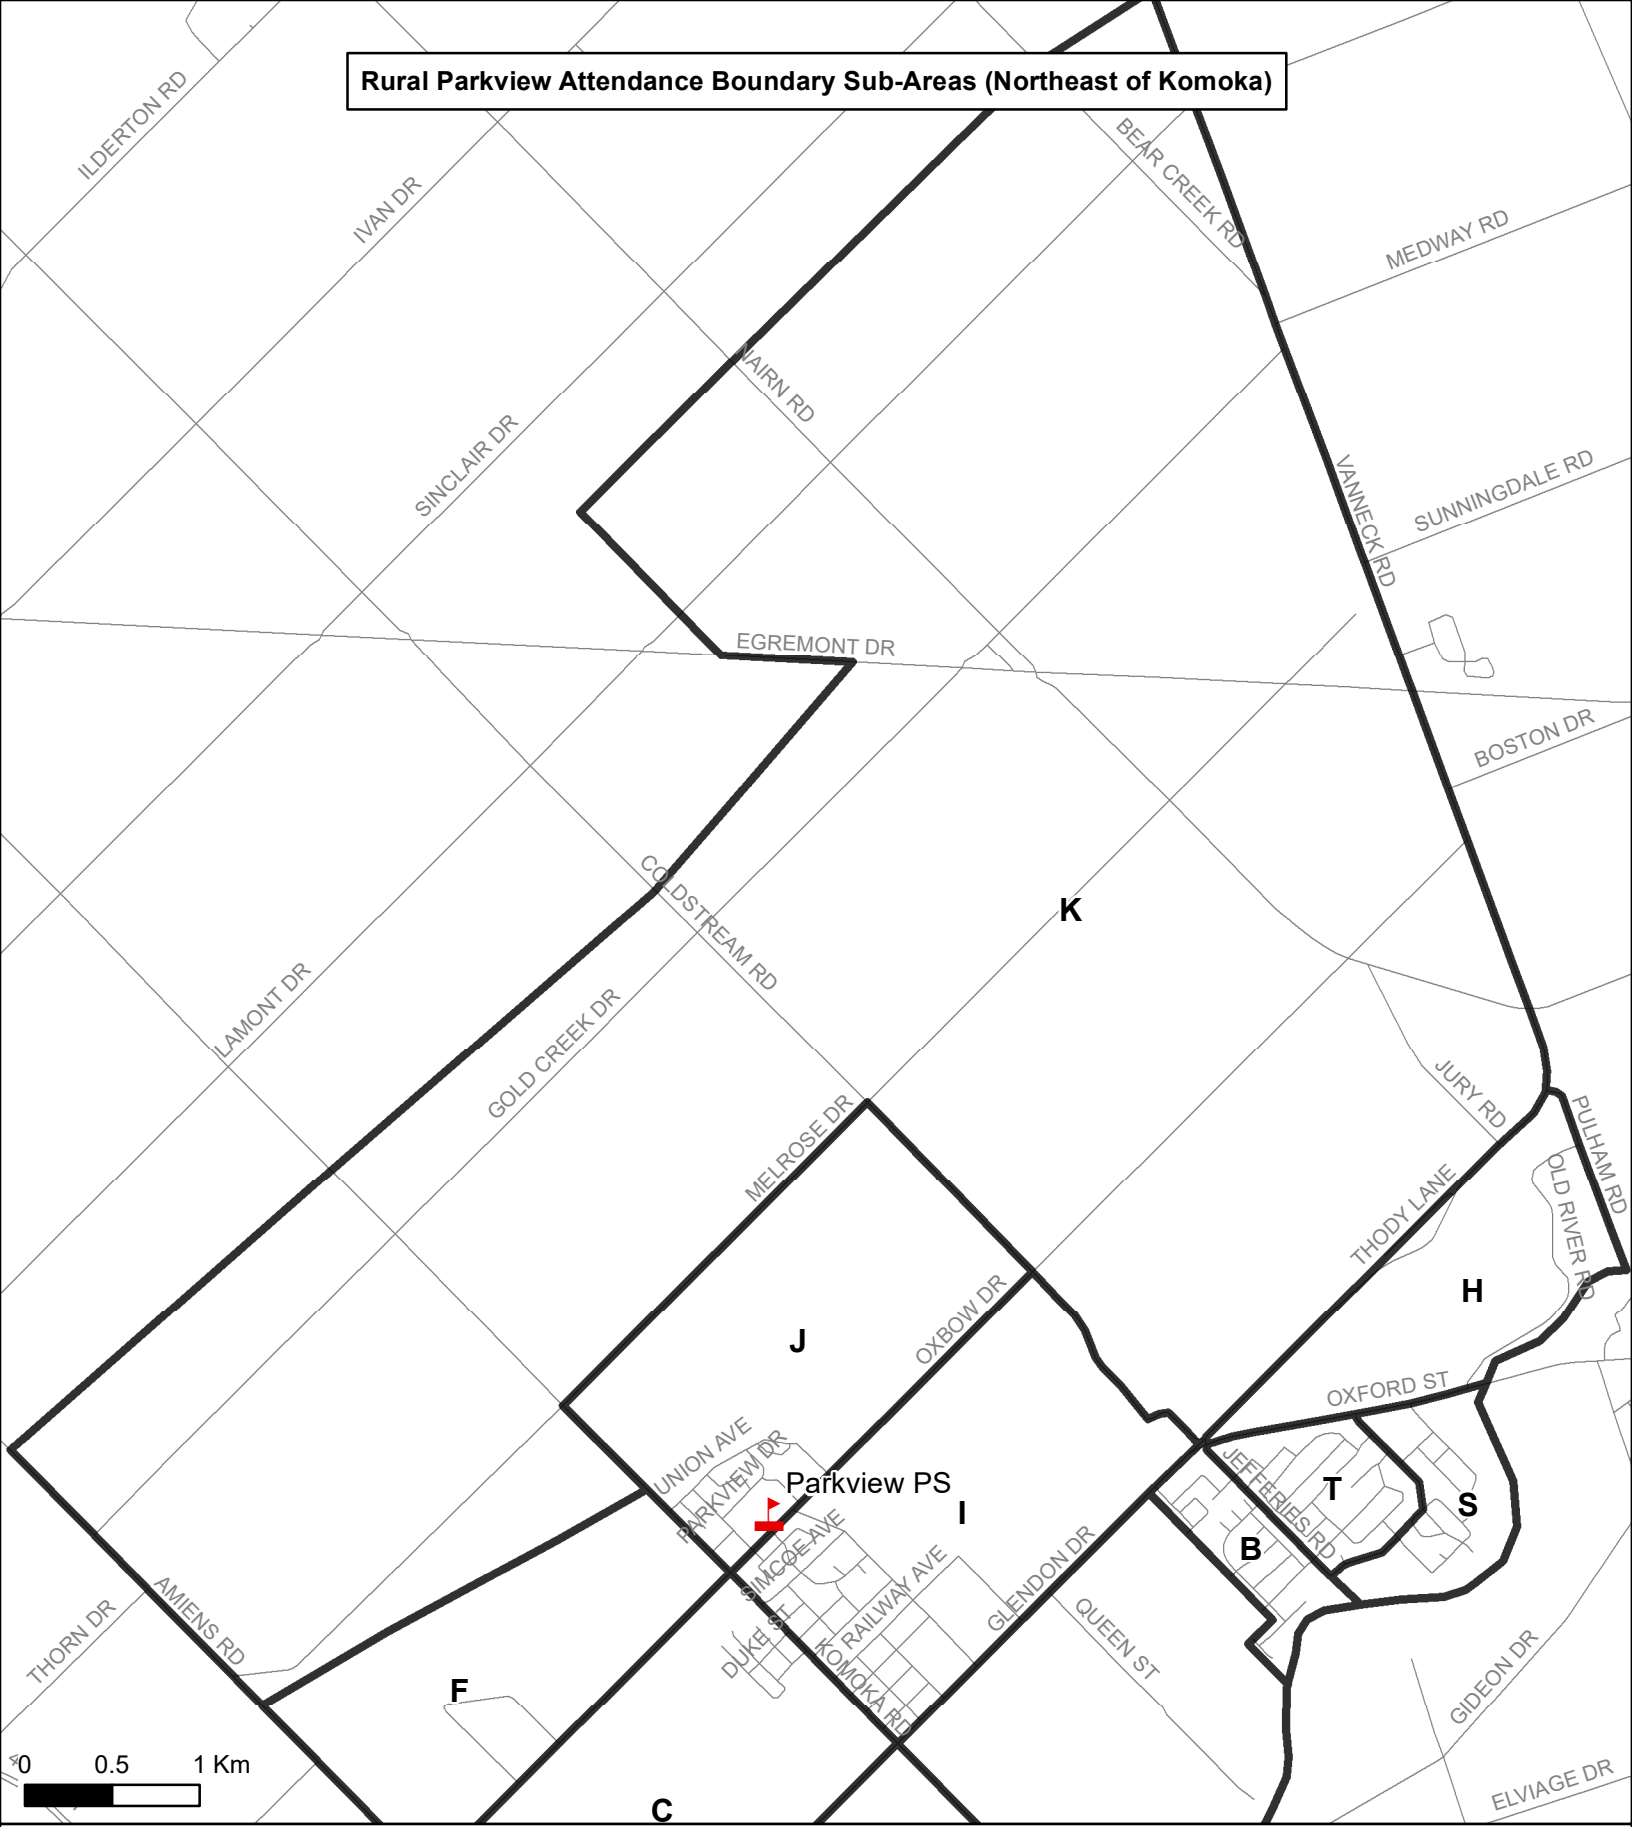 Rural Parkview Attendance Boundary Sub-Areas (Northeast of Komoka)
ILDERTON RD
IVAN DR
BEAR CREEK RD
MEDWAY RD
NAIRN RD
SINCLAIR DR
VANNECK RD
SUNNINGDALE RD
EGREMONT DR
BOSTON DR
COLDSTREAM RD
K
LAMONT DR
GOLD CREEK DR
JURY RD
MELROSE DR
PULHAM RD
OLD RIVER RD
THODY LANE
H
J
OXBOW DR
OXFORD ST
UNION AVE
PARKVIEW DR
Parkview PS
JEFFERIES RD
T
S
I
B
SIMCOE AVE
RAILWAY AVE
GLENDON DR
QUEEN ST
AMIENS RD
THORN DR
DUKE ST
KOMOKA RD
F
GIDEON DR
0 0.5 1 Km
ELVIAGE DR
C